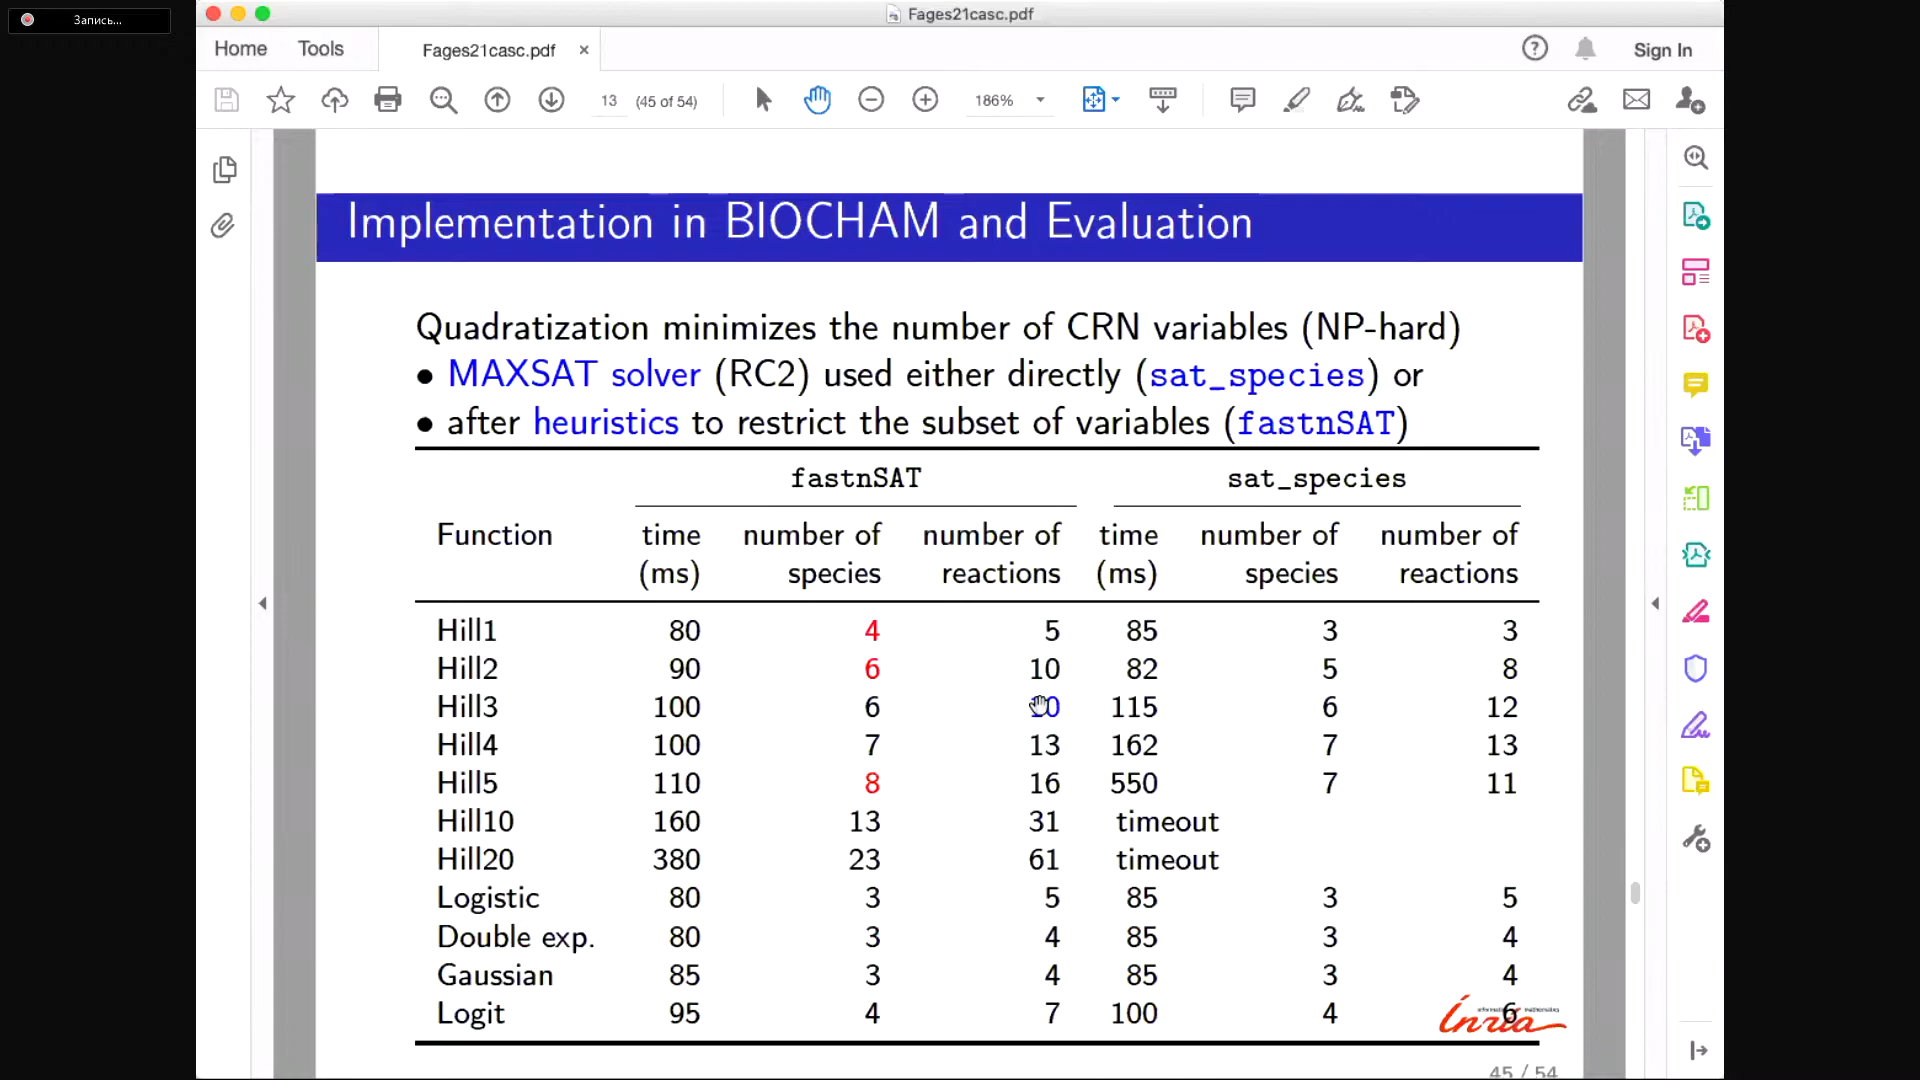 Запись...
Fages21casc.pdf
Home Tools Fages21casc.pdf × Sign In
13 (45 of 54) 186%
Implementation in BIOCHAM and Evaluation
Quadratization minimizes the number of CRN variables (NP-hard)
• MAXSAT solver (RC2) used either directly (sat_species) or
• after heuristics to restrict the subset of variables (fastnSAT)
fastnSAT sat_species
Function time number of number of time number of number of
(ms) species reactions (ms) species reactions
Hill1 80 4 5 85 3 3
Hill2 90 6 10 82 5 8
Hill3 100 6 10 115 6 12
Hill4 100 7 13 162 7 13
Hill5 110 8 16 550 7 11
Hill10 160 13 31 timeout
Hill20 380 23 61 timeout
Logistic 80 3 5 85 3 5
Double exp. 80 3 4 85 3 4
Gaussian 85 3 4 85 3 4
Logit 95 4 7 100 4 6
Inria
45 / 54